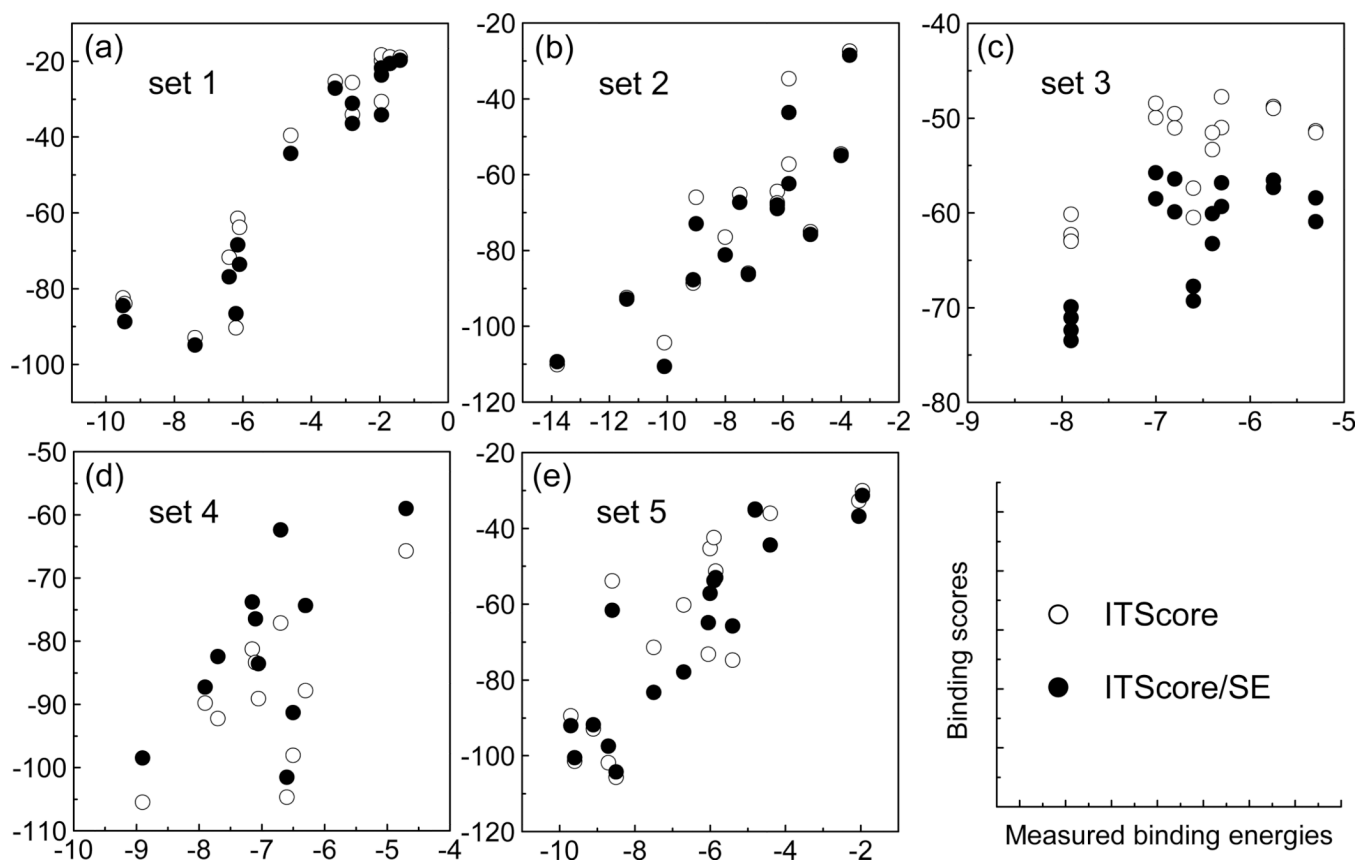 (a)
set 1
-20
-40
-60
-80
-100
-10 -8 -6 -4 -2 0
(b)
set 2
-20
-40
-60
-80
-100
-120
-14 -12 -10 -8 -6 -4 -2
(c)
set 3
-40
-50
-60
-70
-80
-9 -8 -7 -6 -5
(d)
set 4
-50
-60
-70
-80
-90
-100
-110
-10 -9 -8 -7 -6 -5 -4
(e)
set 5
-20
-40
-60
-80
-100
-120
-10 -8 -6 -4 -2
Binding scores
ITScore
ITScore/SE
Measured binding energies